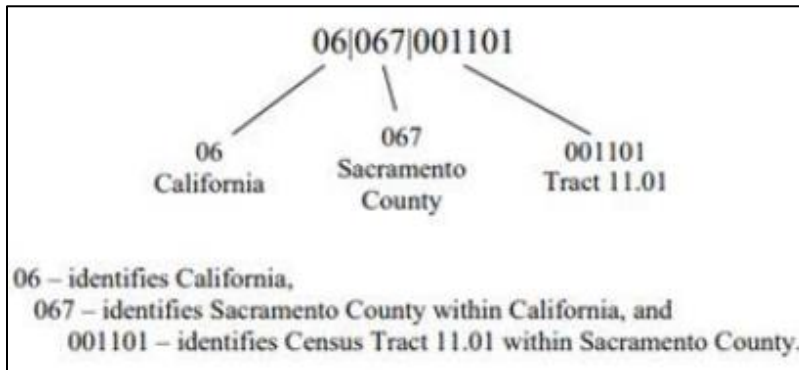 06|067|001101
06
California
067
Sacramento
County
001101
Tract 11.01
06 – identifies California,
067 – identifies Sacramento County within California, and
001101 – identifies Census Tract 11.01 within Sacramento County.